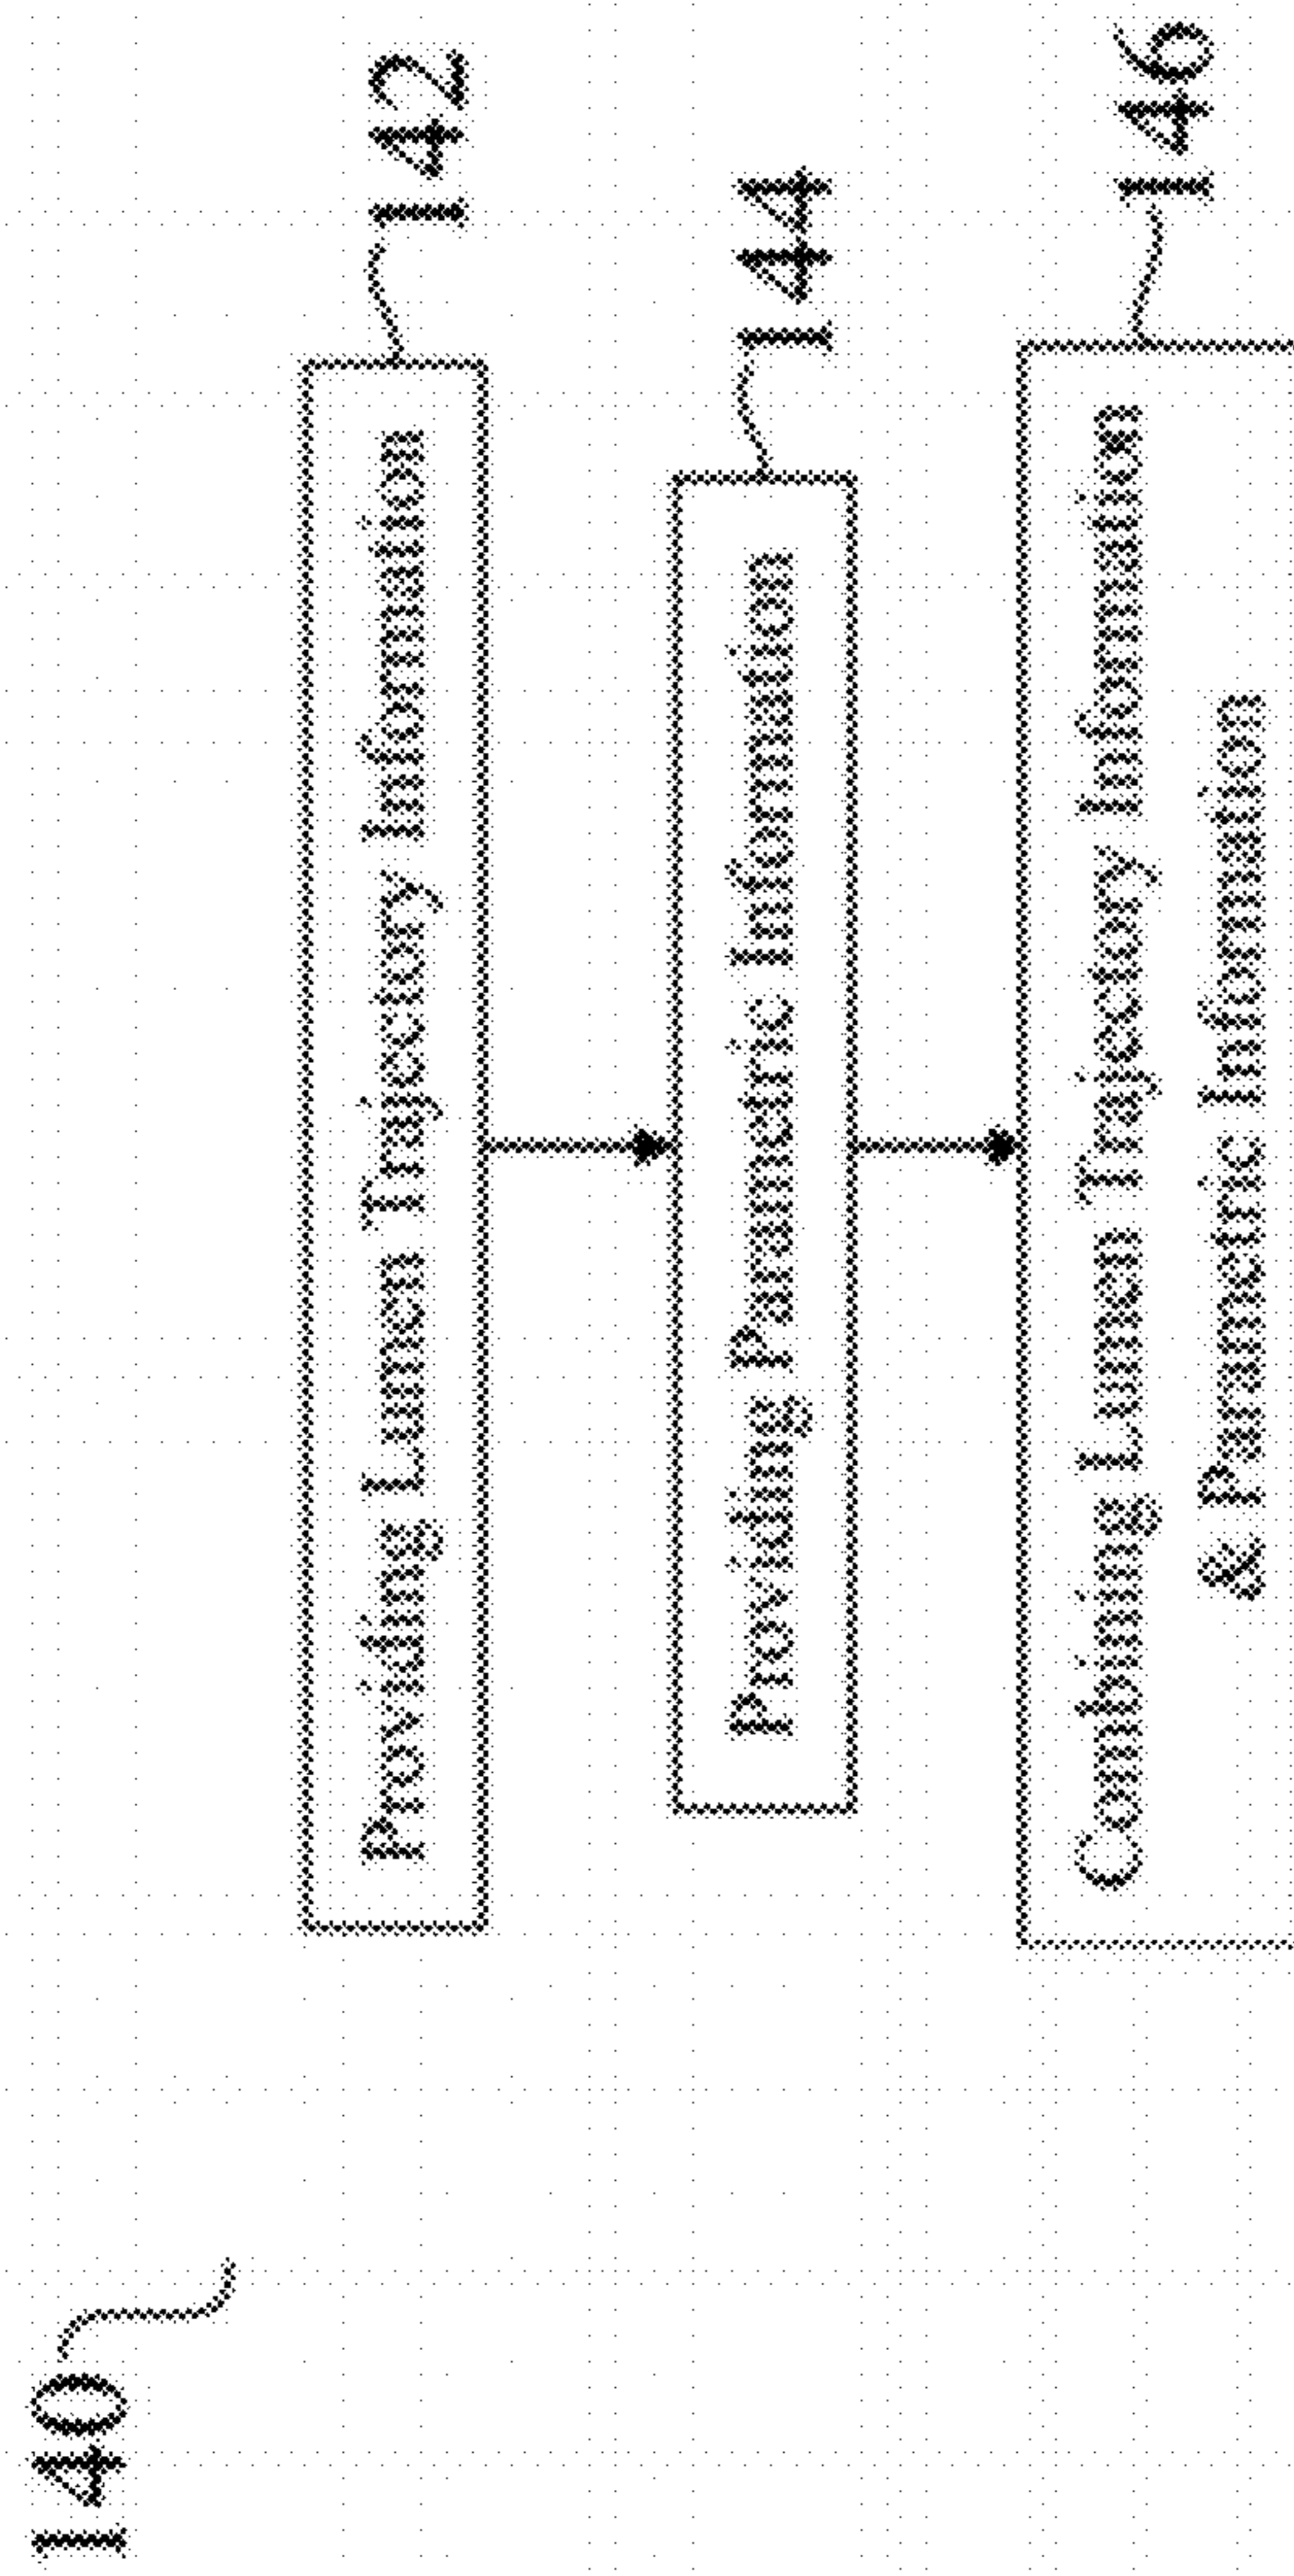 140
Providing Lumen Trajectory Information
142
Providing Parametric Information
144
Combining Lumen Trajectory Information
& Parametric Information
146